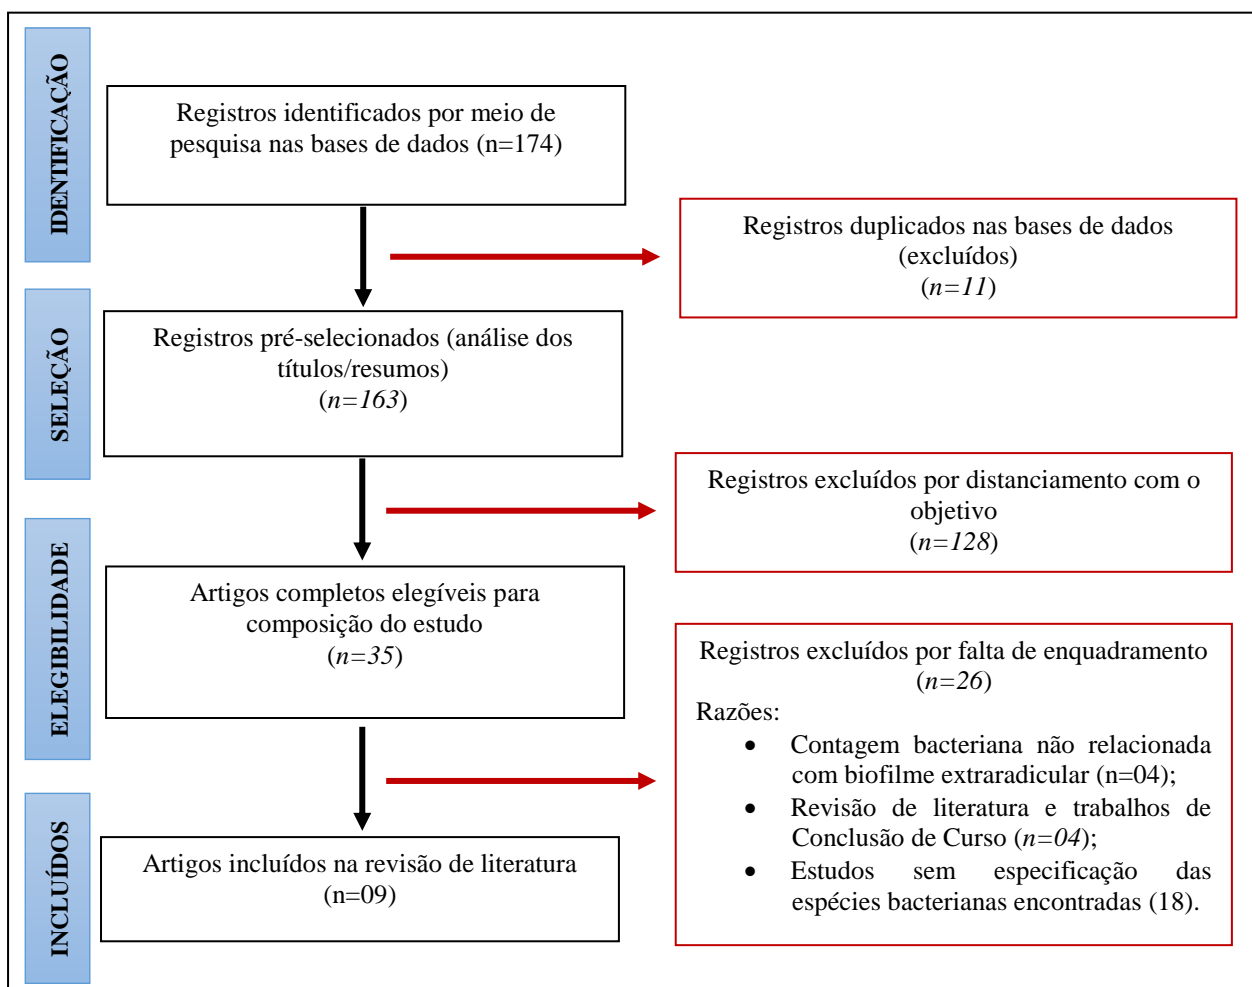 IDENTIFICAÇÃO
Registros identificados por meio de
pesquisa nas bases de dados (n=174)
Registros duplicados nas bases de dados
(excluídos)
(n=11)
SELEÇÃO
Registros pré-selecionados (análise dos
títulos/resumos)
(n=163)
Registros excluídos por distanciamento com o
objetivo
(n=128)
ELEGIBILIDADE
Artigos completos elegíveis para
composição do estudo
(n=35)
Registros excluídos por falta de enquadramento
(n=26)
Razões:
• Contagem bacteriana não relacionada
com biofilme extraradicular (n=04);
• Revisão de literatura e trabalhos de
Conclusão de Curso (n=04);
• Estudos sem especificação das
espécies bacterianas encontradas (18).
INCLUÍDOS
Artigos incluídos na revisão de literatura
(n=09)